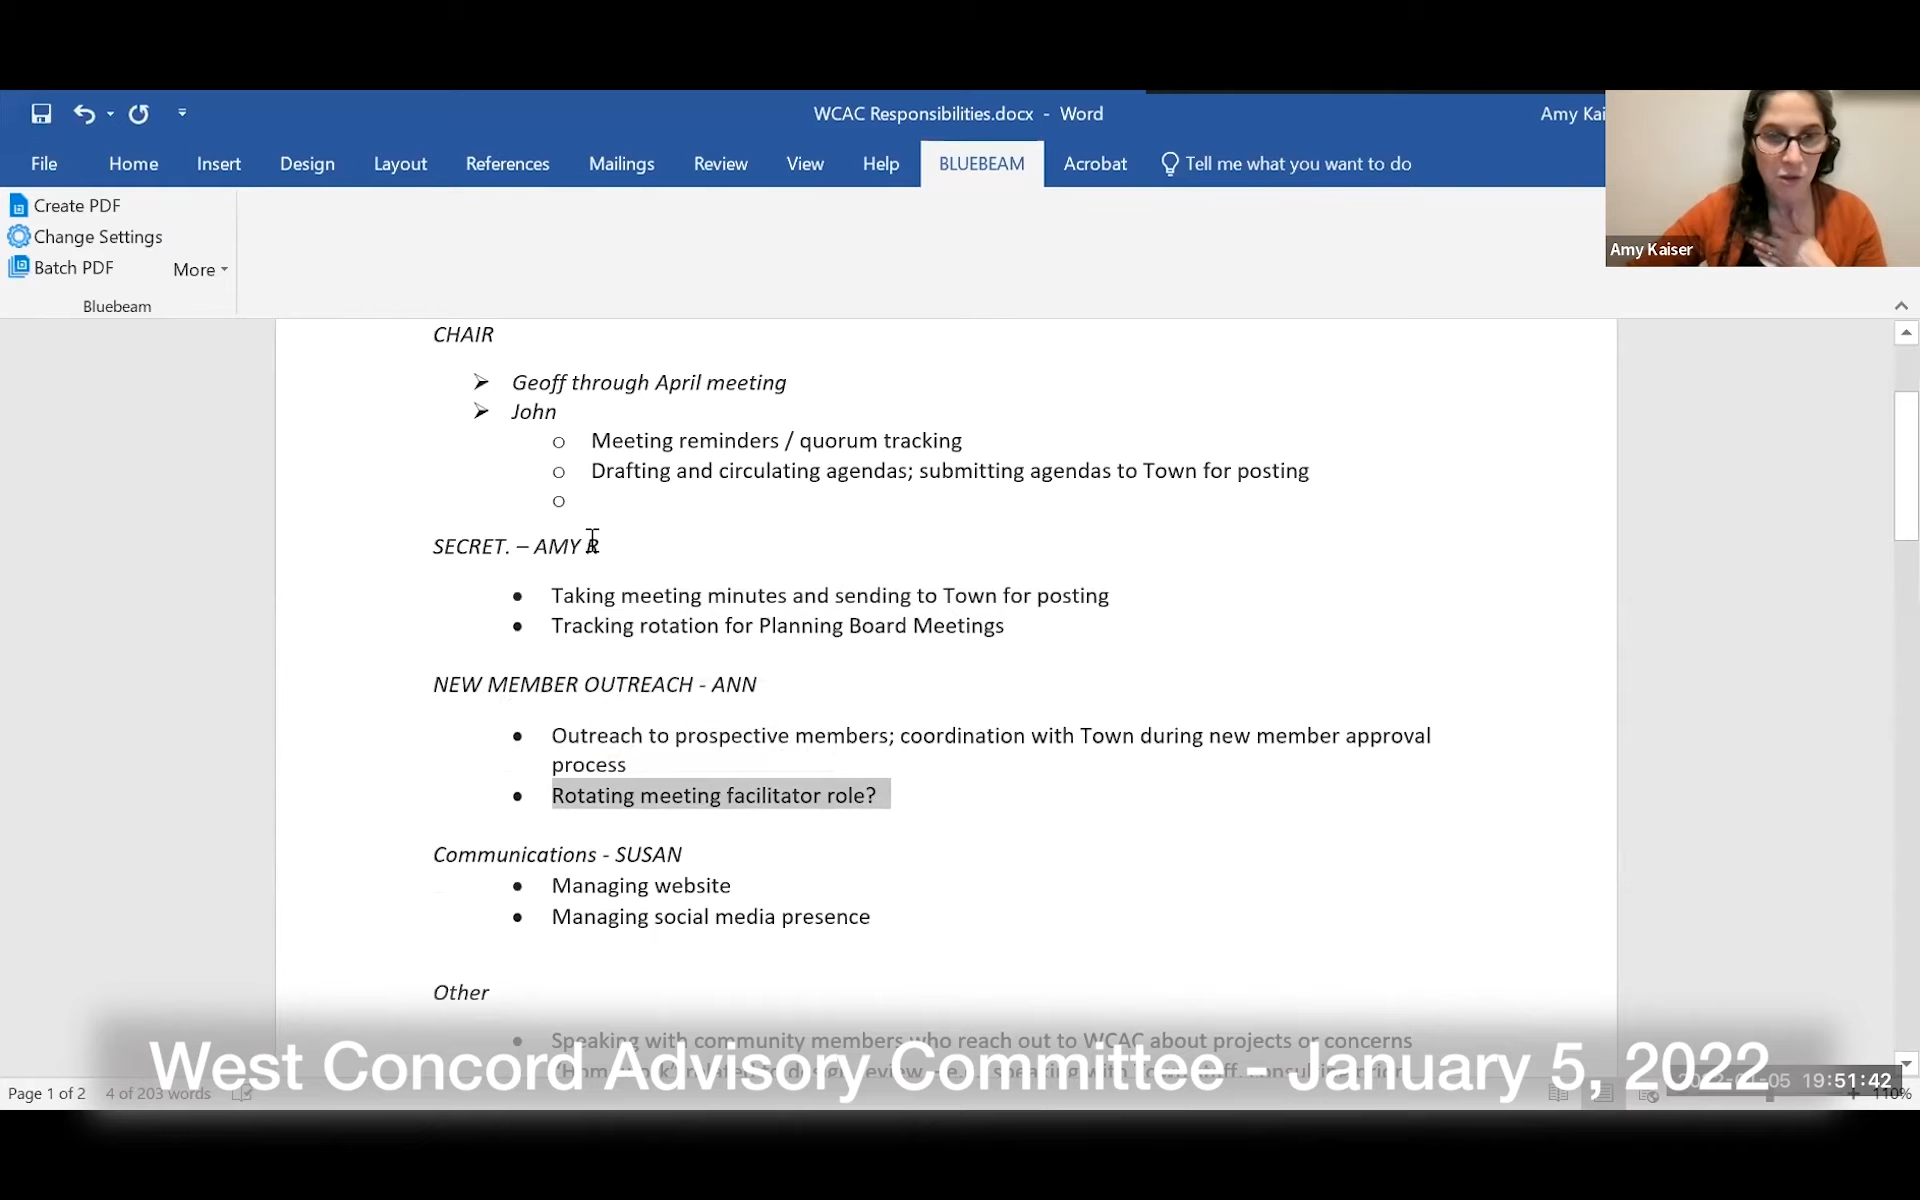 WCAC Responsibilities.docx - Word
Amy Kai
File Home Insert Design Layout References Mailings Review View Help BLUEBEAM Acrobat Tell me what you want to do
Create PDF
Change Settings
Batch PDF More
Bluebeam
Amy Kaiser
CHAIR
Geoff through April meeting
John
Meeting reminders / quorum tracking
Drafting and circulating agendas; submitting agendas to Town for posting
SECRET. – AMY R
Taking meeting minutes and sending to Town for posting
Tracking rotation for Planning Board Meetings
NEW MEMBER OUTREACH - ANN
Outreach to prospective members; coordination with Town during new member approval
process
Rotating meeting facilitator role?
Communications - SUSAN
Managing website
Managing social media presence
Other
Speaking with community members who reach out to WCAC about projects or concerns
West Concord Advisory Committee - January 5, 2022
Page 1 of 2 4 of 203 words
19:51:42
110%